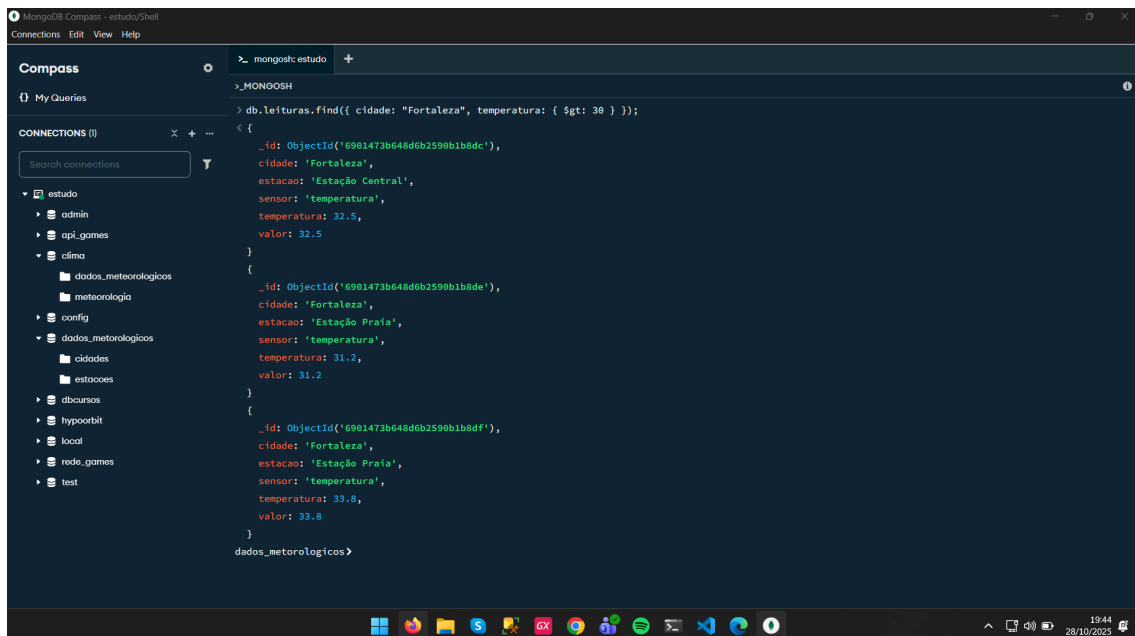 MongoDB Compass - estudo/Shell
Connections Edit View Help
Compass
{} My Queries
CONNECTIONS (1)
Search connections
estudo
admin
api_games
clima
dados_meteorologicos
meteorologia
config
dados_metorologicos
cidades
estacoes
dbcursos
hypoorbit
local
rede_games
test
>_ mongosh: estudo +
>_MONGOSH
> db.leituras.find({ cidade: "Fortaleza", temperatura: { $gt: 30 } });
< {
_id: ObjectId('6901473b648d6b2590b1b8dc'),
cidade: 'Fortaleza',
estacao: 'Estação Central',
sensor: 'temperatura',
temperatura: 32.5,
valor: 32.5
}
{
_id: ObjectId('6901473b648d6b2590b1b8de'),
cidade: 'Fortaleza',
estacao: 'Estação Praia',
sensor: 'temperatura',
temperatura: 31.2,
valor: 31.2
}
{
_id: ObjectId('6901473b648d6b2590b1b8df'),
cidade: 'Fortaleza',
estacao: 'Estação Praia',
sensor: 'temperatura',
temperatura: 33.8,
valor: 33.8
}
dados_metorologicos>
GX
19:44
28/10/2025